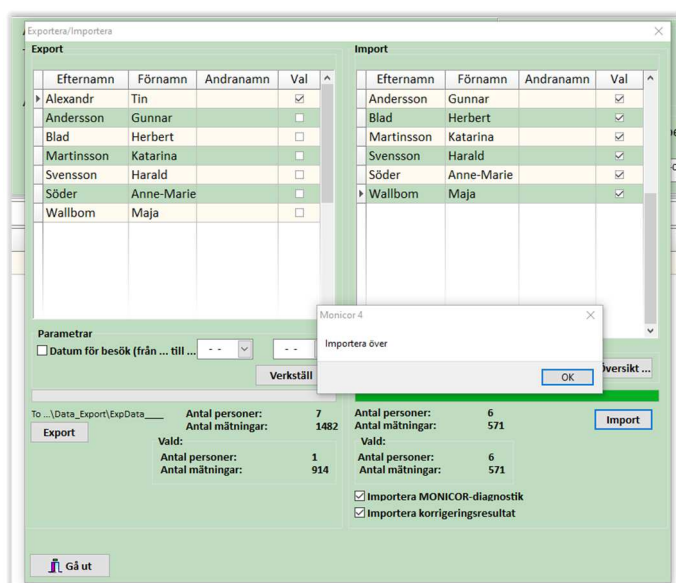 Exportera/Importera
Export
Efternamn Förnamn Andranamn Val
Alexandr Tin
Andersson Gunnar
Blad Herbert
Martinsson Katarina
Svensson Harald
Söder Anne-Marie
Wallbom Maja
Parametrar
Datum för besök (från ... till ... - - - -
Verkställ
To ...\Data_Export\ExpData____
Export
Antal personer: 7
Antal mätningar: 1482
Vald:
Antal personer: 1
Antal mätningar: 914
Gå ut
Import
Efternamn Förnamn Andranamn Val
Andersson Gunnar
Blad Herbert
Martinsson Katarina
Svensson Harald
Söder Anne-Marie
Wallbom Maja
Monicor 4
Importera över
OK
Översikt ...
Antal personer: 6
Antal mätningar: 571
Import
Vald:
Antal personer: 6
Antal mätningar: 571
Importera MONICOR-diagnostik
Importera korrigeringsresultat